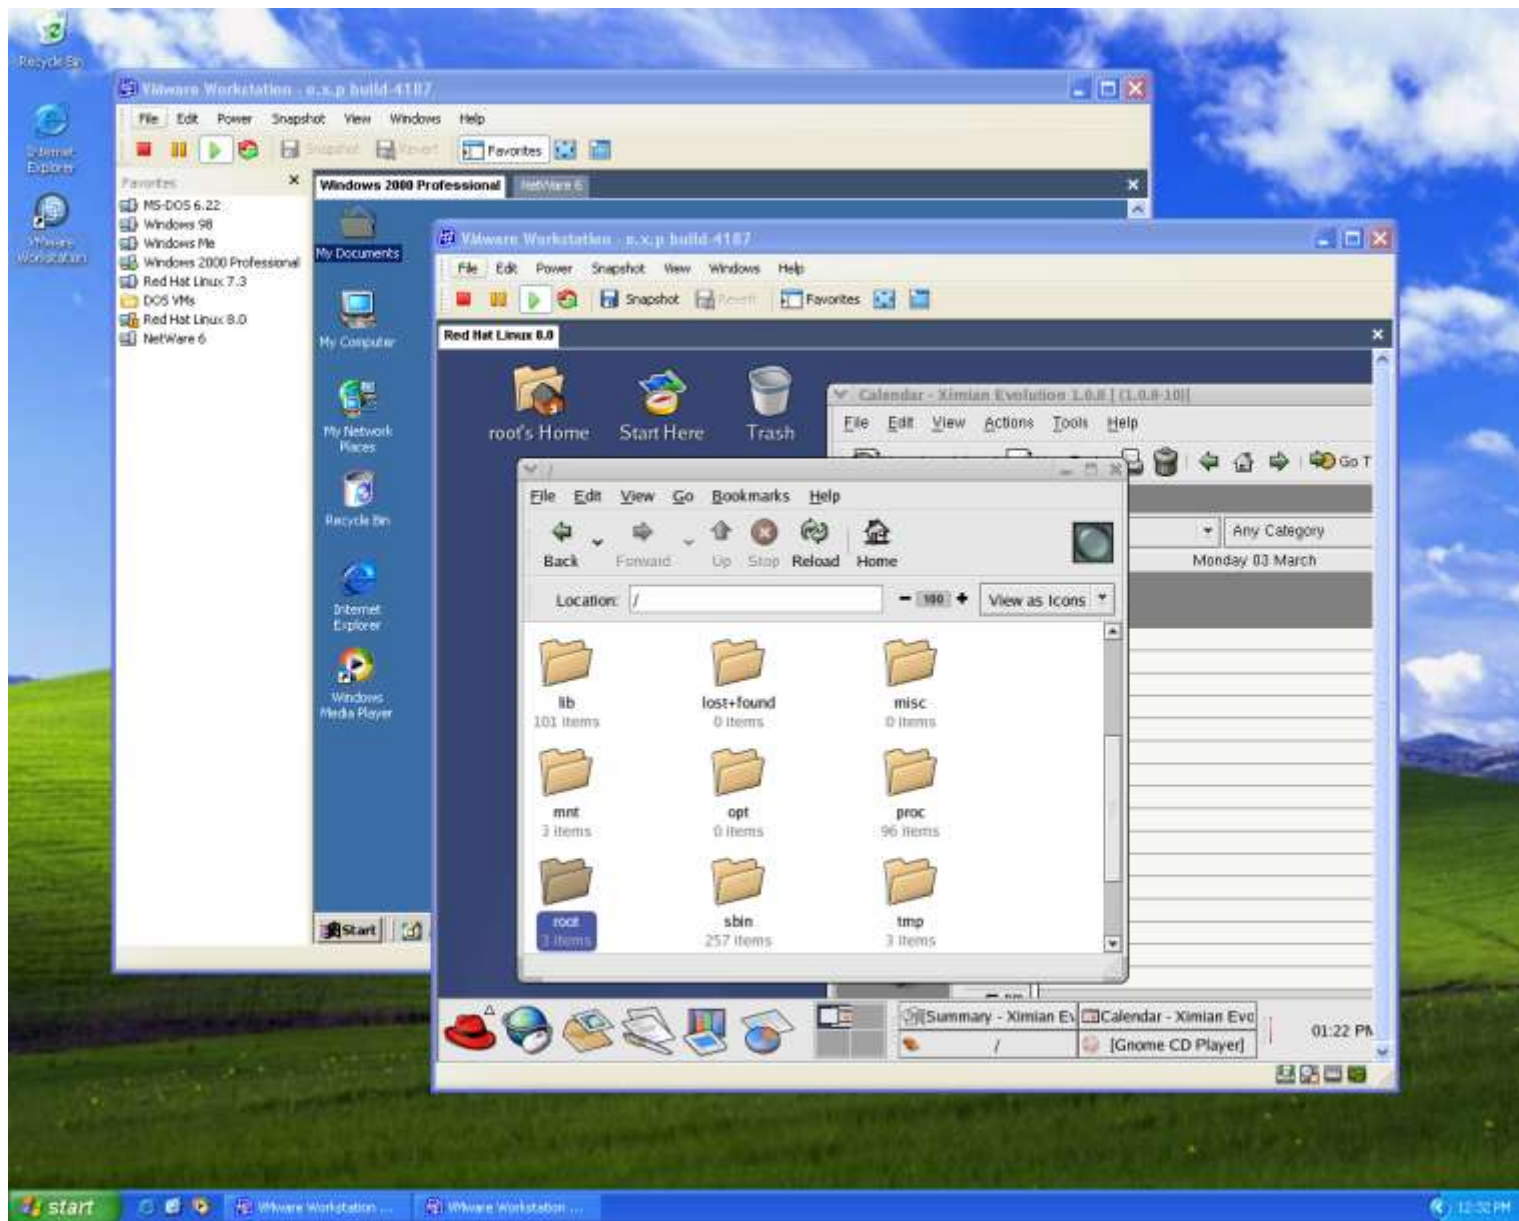 Recycle Bin
Internet
Explorer
VMware
Workstation
VMware Workstation - e.x.p build-4187
File Edit Power Snapshot View Windows Help
Snapshot Revert Favorites
Favorites
MS-DOS 6.22
Windows 98
Windows Me
Windows 2000 Professional
Red Hat Linux 7.3
DOS VMs
Red Hat Linux 8.0
NetWare 6
Windows 2000 Professional NetWare 6
My Documents
My Computer
My Network
Places
Recycle Bin
Internet
Explorer
Windows
Media Player
Start
VMware Workstation - e.x.p build-4187
File Edit Power Snapshot View Windows Help
Snapshot Revert Favorites
Red Hat Linux 8.0
root's Home Start Here Trash
Calendar - Ximian Evolution 1.0.8 [ (1.0.8-10)]
File Edit View Actions Tools Help
Go T
Any Category
Monday 03 March
/
File Edit View Go Bookmarks Help
Back Forward Up Stop Reload Home
Location: / 100 View as Icons
lib lost+found misc
101 items 0 items 0 items
mnt opt proc
3 items 0 items 96 items
root sbin tmp
3 items 257 items 3 items
[Summary - Ximian Ev Calendar - Ximian Evo
/ [Gnome CD Player]
01:22 PM
start VMware Workstation ... VMware Workstation ... 12:32 PM